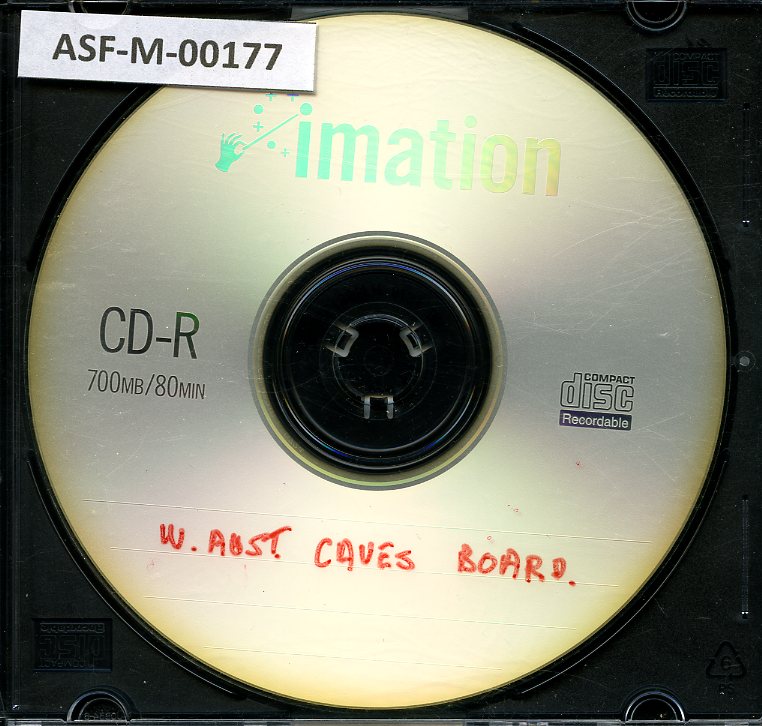 ASF-M-00177
imation
CD-R
700MB/80MIN
COMPACT
disc
Recordable
W. AUST CAVES BOARD.